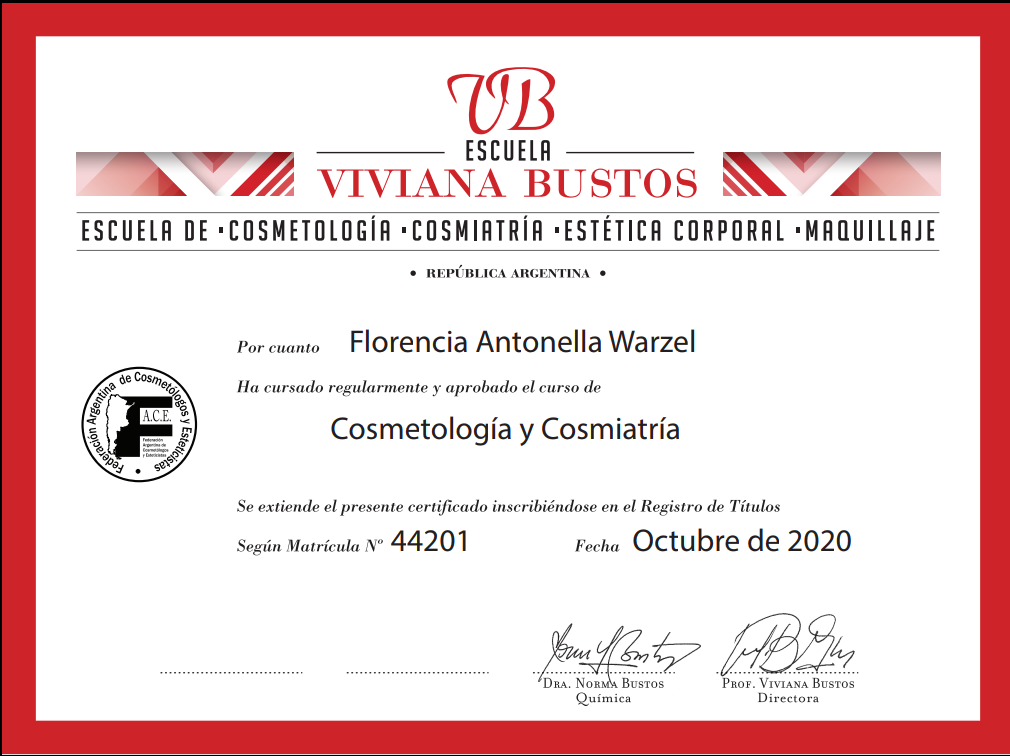 VB
ESCUELA
VIVIANA BUSTOS
ESCUELA DE · COSMETOLOGÍA · COSMIATRÍA · ESTÉTICA CORPORAL · MAQUILLAJE
• REPÚBLICA ARGENTINA •
Por cuanto Florencia Antonella Warzel
Ha cursado regularmente y aprobado el curso de
Cosmetología y Cosmiatría
Federación Argentina de Cosmetólogos y Esteticistas
F
A.C.E.
Federación
Argentina de
Cosmetólogos
y Esteticistas
Se extiende el presente certificado inscribiéndose en el Registro de Títulos
Según Matrícula Nº 44201 Fecha Octubre de 2020
DRA. NORMA BUSTOS
Química
PROF. VIVIANA BUSTOS
Directora